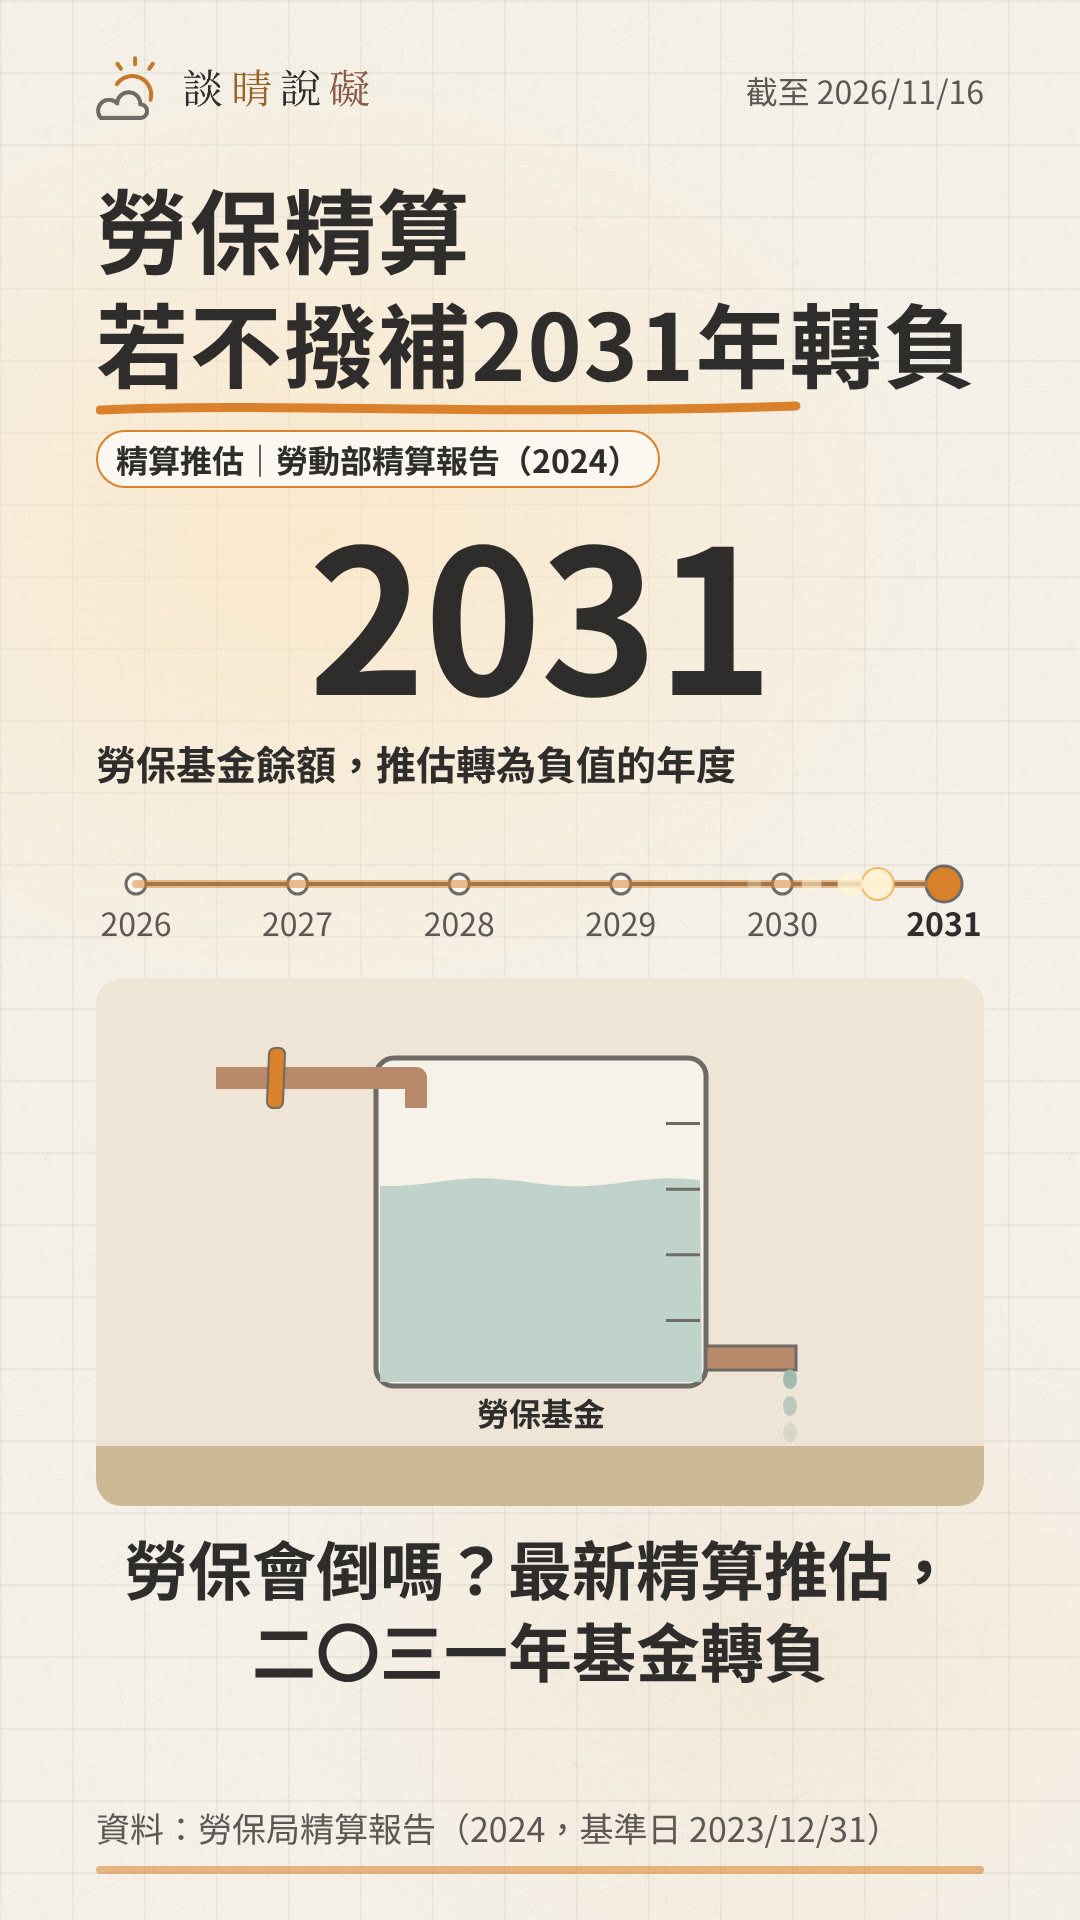 談晴說礙
截至 2026/11/16
勞保精算
若不撥補2031年轉負
精算推估｜勞動部精算報告（2024）
2031
勞保基金餘額，推估轉為負值的年度
2026 2027 2028 2029 2030 2031
勞保基金
勞保會倒嗎？最新精算推估，
二〇三一年基金轉負
資料：勞保局精算報告（2024，基準日 2023/12/31）